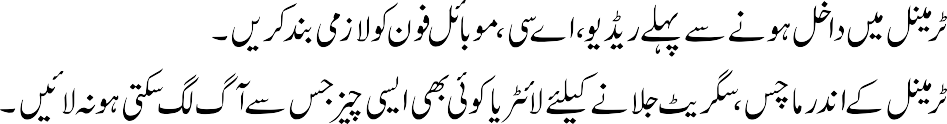 ٹرمینل میں داخل ہونے سے پہلے ریڈیو، اے سی، موبائل فون کو لازمی بند کریں۔
ٹرمینل کے اندر ماچس، سگریٹ جلانے کیلئے لائٹر یا کوئی بھی ایسی چیز جس سے آگ لگ سکتی ہو نہ لائیں۔